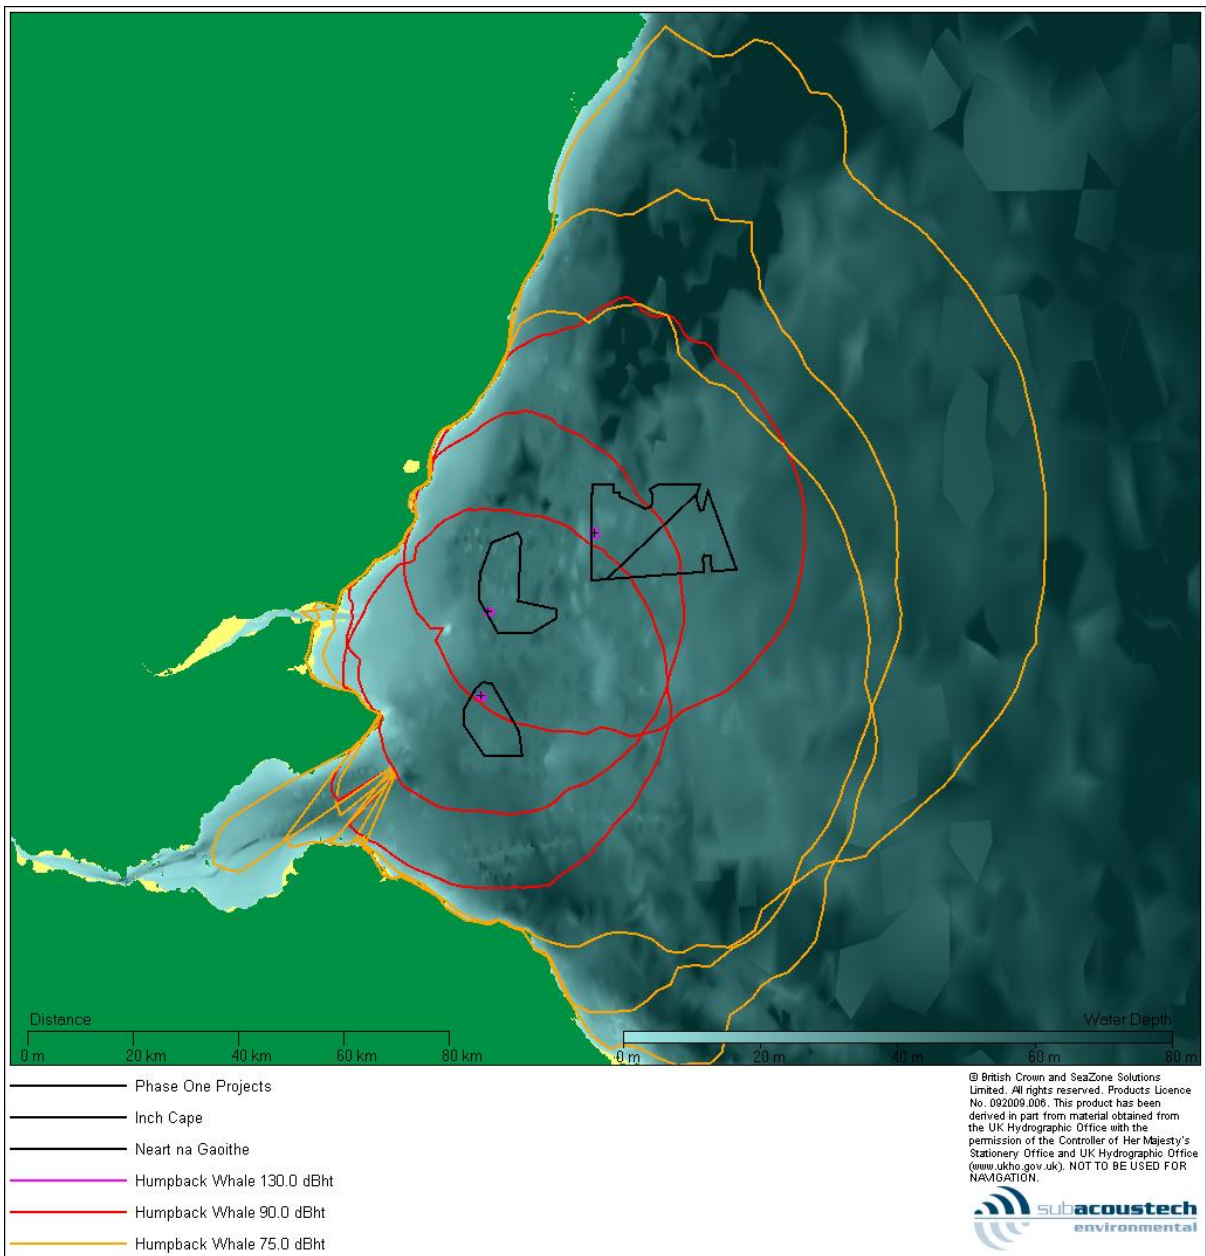 Distance
0 m 20 km 40 km 60 km 80 km
Water Depth
0 m 20 m 40 m 60 m 80 m
Phase One Projects
Inch Cape
Neart na Gaoithe
Humpback Whale 130.0 dBht
Humpback Whale 90.0 dBht
Humpback Whale 75.0 dBht
© British Crown and SeaZone Solutions
Limited. All rights reserved. Products Licence
No. 092009.006. This product has been
derived in part from material obtained from
the UK Hydrographic Office with the
permission of the Controller of Her Majesty's
Stationery Office and UK Hydrographic Office
(www.ukho.gov.uk). NOT TO BE USED FOR
NAVIGATION.
subacoustech
environmental